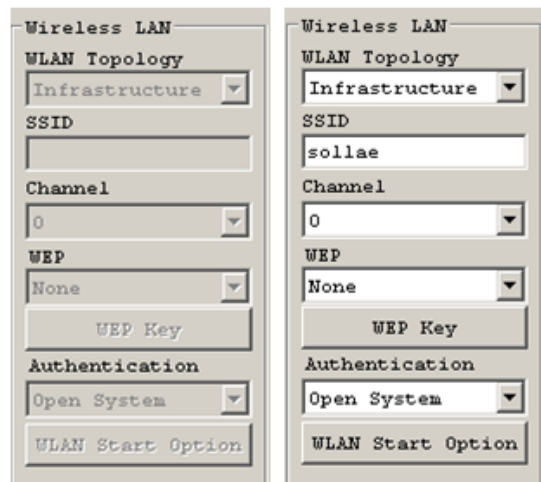 Wireless LAN
WLAN Topology
Infrastructure
SSID
Channel
0
WEP
None
WEP Key
Authentication
Open System
WLAN Start Option
Wireless LAN
WLAN Topology
Infrastructure
SSID
sollae
Channel
0
WEP
None
WEP Key
Authentication
Open System
WLAN Start Option